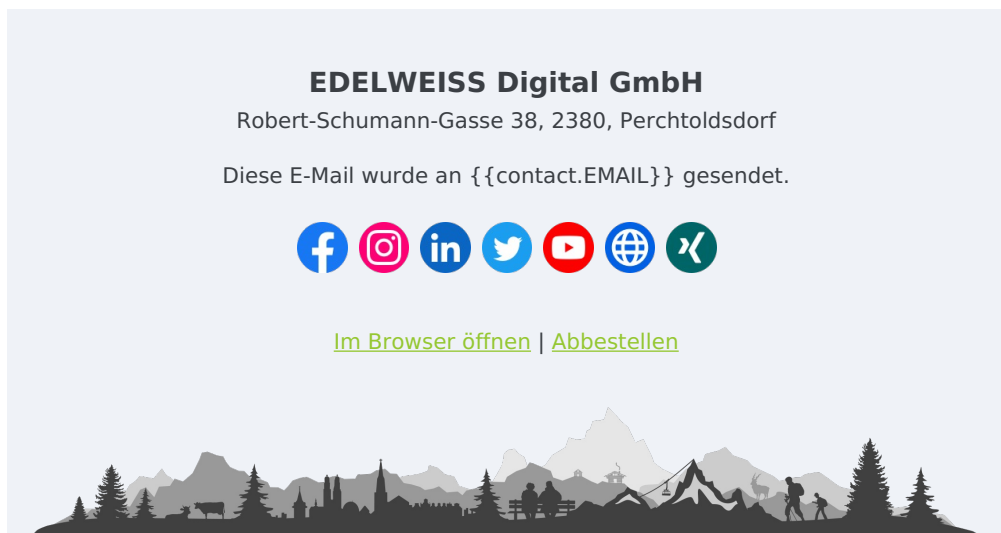 EDELWEISS Digital GmbH
Robert-Schumann-Gasse 38, 2380, Perchtoldsdorf
Diese E-Mail wurde an {{contact.EMAIL}} gesendet.
Im Browser öffnen | Abbestellen